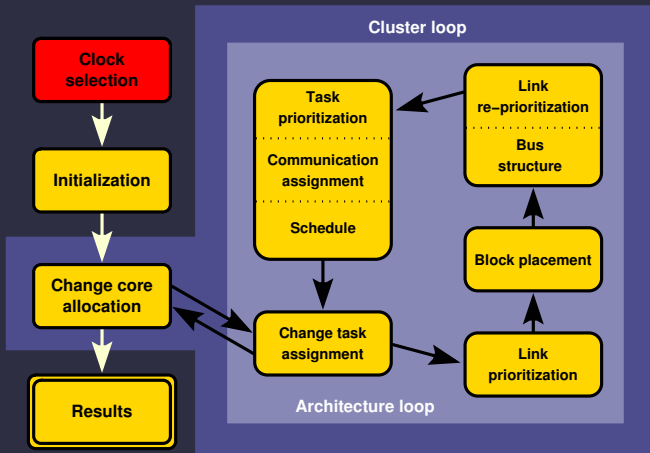 Cluster loop
Clock
selection
Initialization
Change core
allocation
Results
Task
prioritization
Communication
assignment
Schedule
Change task
assignment
Link
re−prioritization
Bus
structure
Block placement
Link
prioritization
Architecture loop